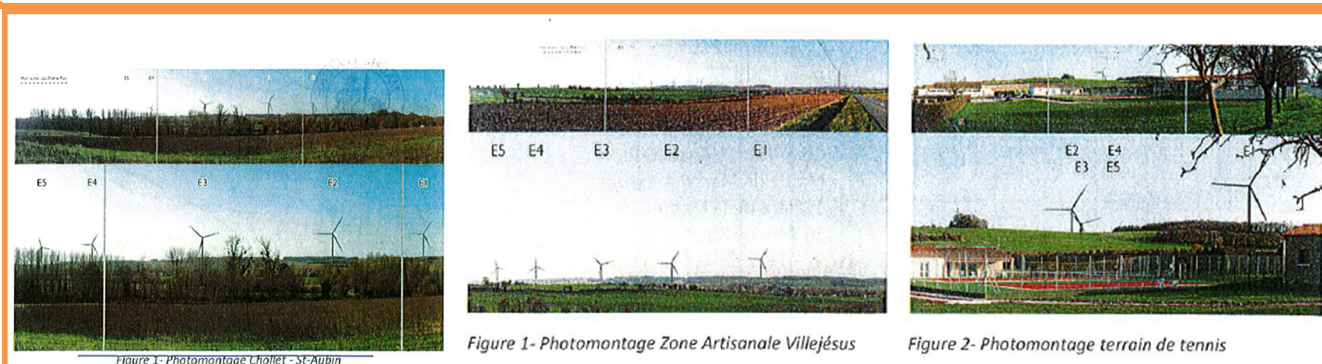 E5 E4 E3 E2 E1
Figure 1- Photomontage Chollet - St-Aubin
E5 E4 E3 E2 E1
Figure 1- Photomontage Zone Artisanale Villejésus
E2 E4 E1
E3 E5
Figure 2- Photomontage terrain de tennis